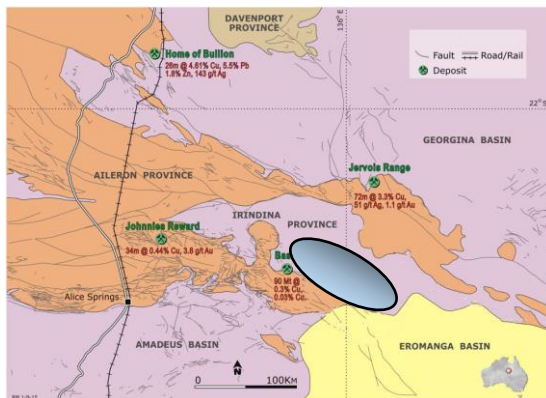 DAVENPORT
PROVINCE
136°E
Fault
Road/Rail
Deposit
Home of Bullion
26m @ 4.61% Cu, 5.5% Pb
1.8% Zn, 143 g/t Ag
22°S
GEORGINA BASIN
Jervois Range
72m @ 3.3% Cu,
51 g/t Ag, 1.1 g/t Au
AILERON PROVINCE
IRINDINA
PROVINCE
Johnnies Reward
34m @ 0.44% Cu, 3.6 g/t Au
90 Mt @
0.3% Cu,
Alice Springs
AMADEUS BASIN
N
0
100Km
EROMANGA BASIN